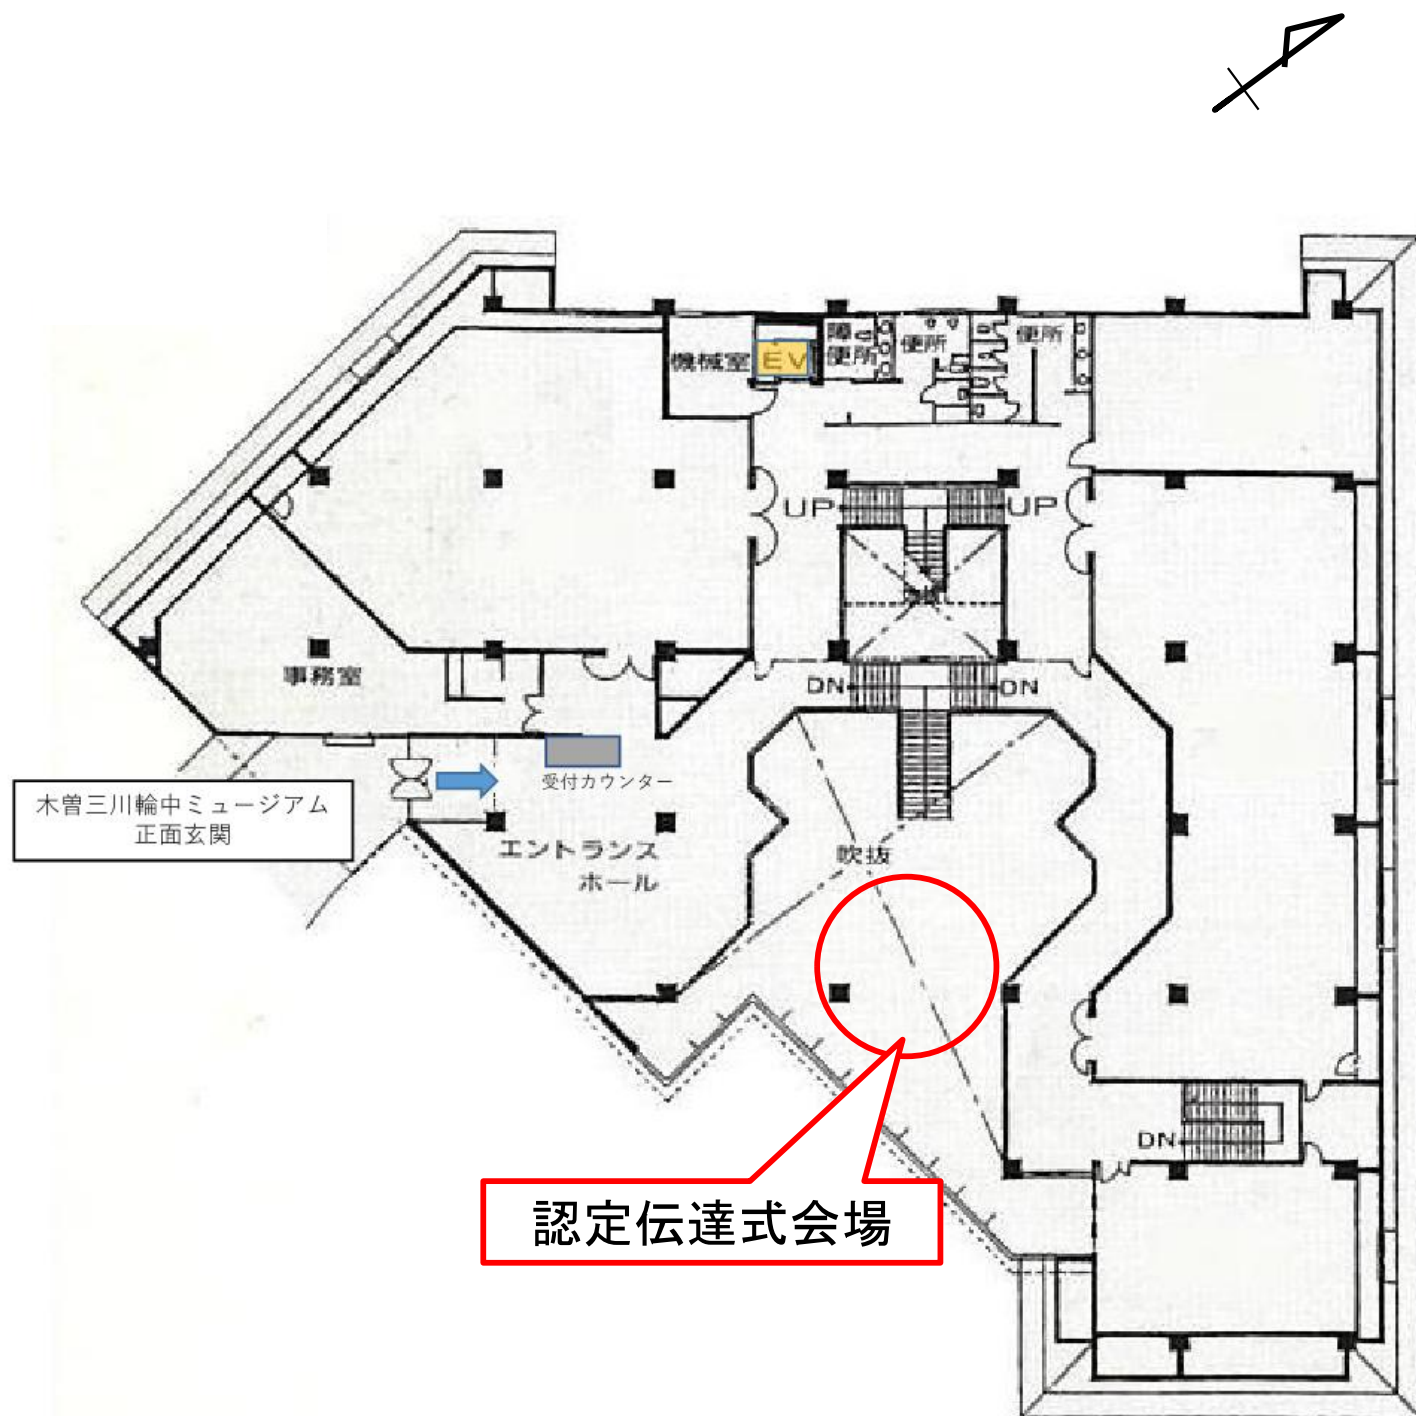 機械室
EV
障
便所
便所
便所
UP
UP
事務室
DN
DN
受付カウンター
木曽三川輪中ミュージアム
正面玄関
エントランス
ホール
吹抜
DN
認定伝達式会場